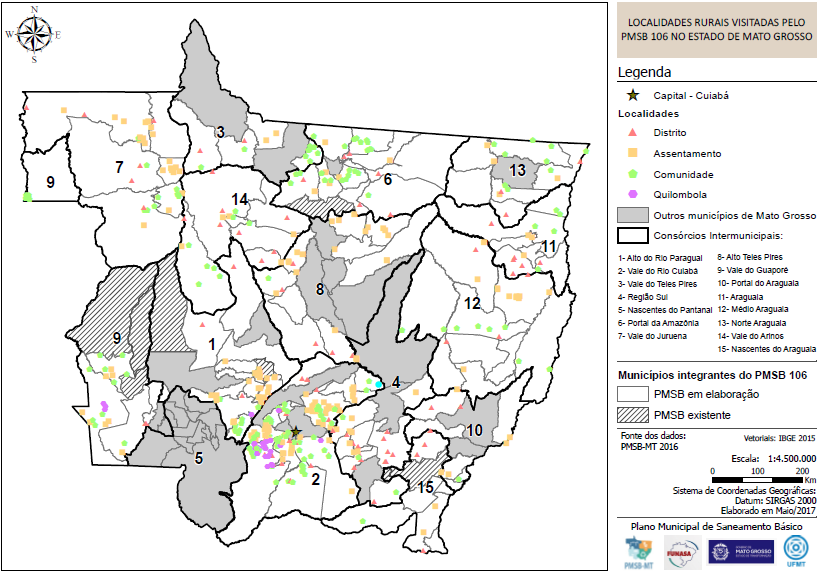 N
W
E
S
3
9
7
6
13
14
11
8
12
9
1
4
10
5
2
15
LOCALIDADES RURAIS VISITADAS PELO
PMSB 106 NO ESTADO DE MATO GROSSO
Legenda
Capital - Cuiabá
Localidades
Distrito
Assentamento
Comunidade
Quilombola
Outros municípios de Mato Grosso
Consórcios Intermunicipais:
1- Alto do Rio Paraguai
2- Vale do Rio Cuiabá
3- Vale do Teles Pires
4- Região Sul
5- Nascentes do Pantanal
6- Portal da Amazônia
7- Vale do Juruena
8- Alto Teles Pires
9- Vale do Guaporé
10- Portal do Araguaia
11- Araguaia
12- Médio Araguaia
13- Norte Araguaia
14- Vale do Arinos
15- Nascentes do Araguaia
Municípios integrantes do PMSB 106
PMSB em elaboração
PMSB existente
Fonte dos dados:
PMSB-MT 2016
Vetoriais: IBGE 2015
Escala: 1:4.500.000
0 100 200
Km
Sistema de Coordenadas Geográficas:
Datum: SIRGAS 2000
Elaborado em Maio/2017
Plano Municipal de Saneamento Básico
PMSB-MT
FUNASA
MATO GROSSO
UFMT